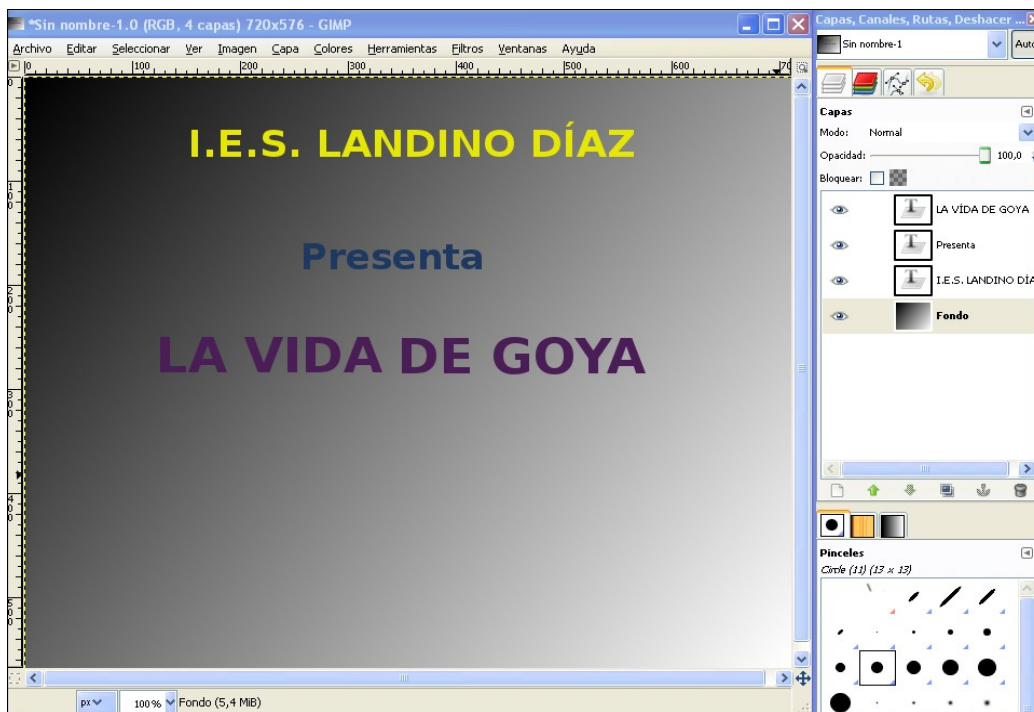 *Sin nombre-1.0 (RGB, 4 capas) 720x576 - GIMP
Archivo Editar Seleccionar Ver Imagen Capa Colores Herramientas Filtros Ventanas Ayuda
0 100 200 300 400 500 600 70
I.E.S. LANDINO DÍAZ
Presenta
LA VIDA DE GOYA
px 100% Fondo (5,4 MiB)
Capas, Canales, Rutas, Deshacer ...
Sin nombre-1 Auto
Capas
Modo: Normal
Opacidad: 100,0
Bloquear:
LA VÍDA DE GOYA
Presenta
I.E.S. LANDINO DÍA
Fondo
Pinceles
Circle (11) (13 x 13)